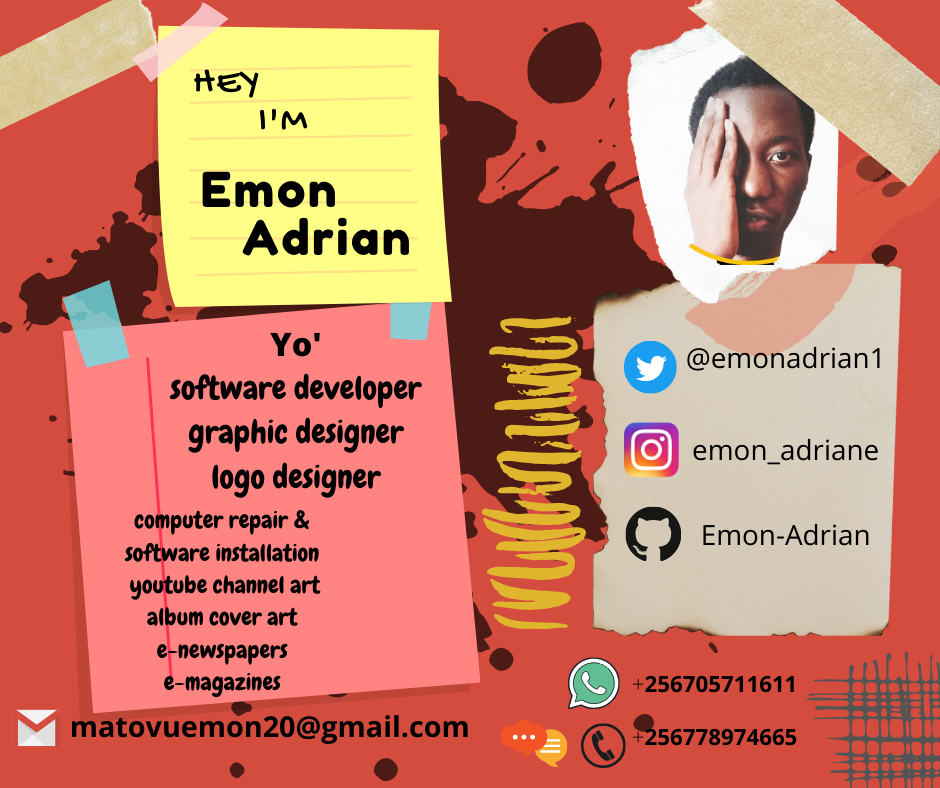 HEY
I'M
Emon
Adrian
Yo'
software developer
graphic designer
logo designer
computer repair &
software installation
youtube channel art
album cover art
e-newspapers
e-magazines
matovuemon20@gmail.com
@emonadrian1
emon_adriane
Emon-Adrian
+256705711611
+256778974665